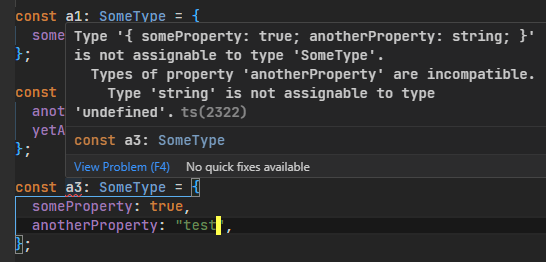 const a1: SomeType = {
some
Type '{ someProperty: true; anotherProperty: string; }'
is not assignable to type 'SomeType'.
Types of property 'anotherProperty' are incompatible.
Type 'string' is not assignable to type
'undefined'. ts(2322)
const a3: SomeType
View Problem (F4) No quick fixes available
};
const
anot
yetA
};
const a3: SomeType = {
someProperty: true,
anotherProperty: "test",
};